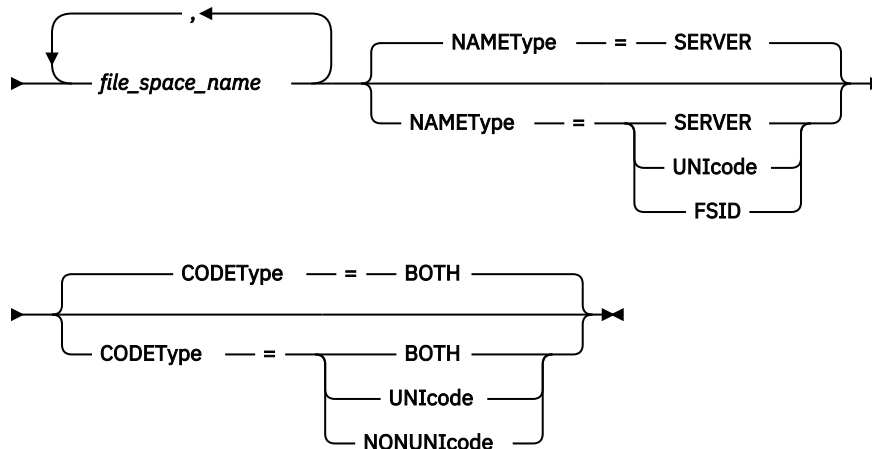 ,
NAMEType = SERVER
file_space_name
NAMEType = SERVER
UNIcode
FSID
CODEType = BOTH
CODEType = BOTH
UNIcode
NONUNIcode